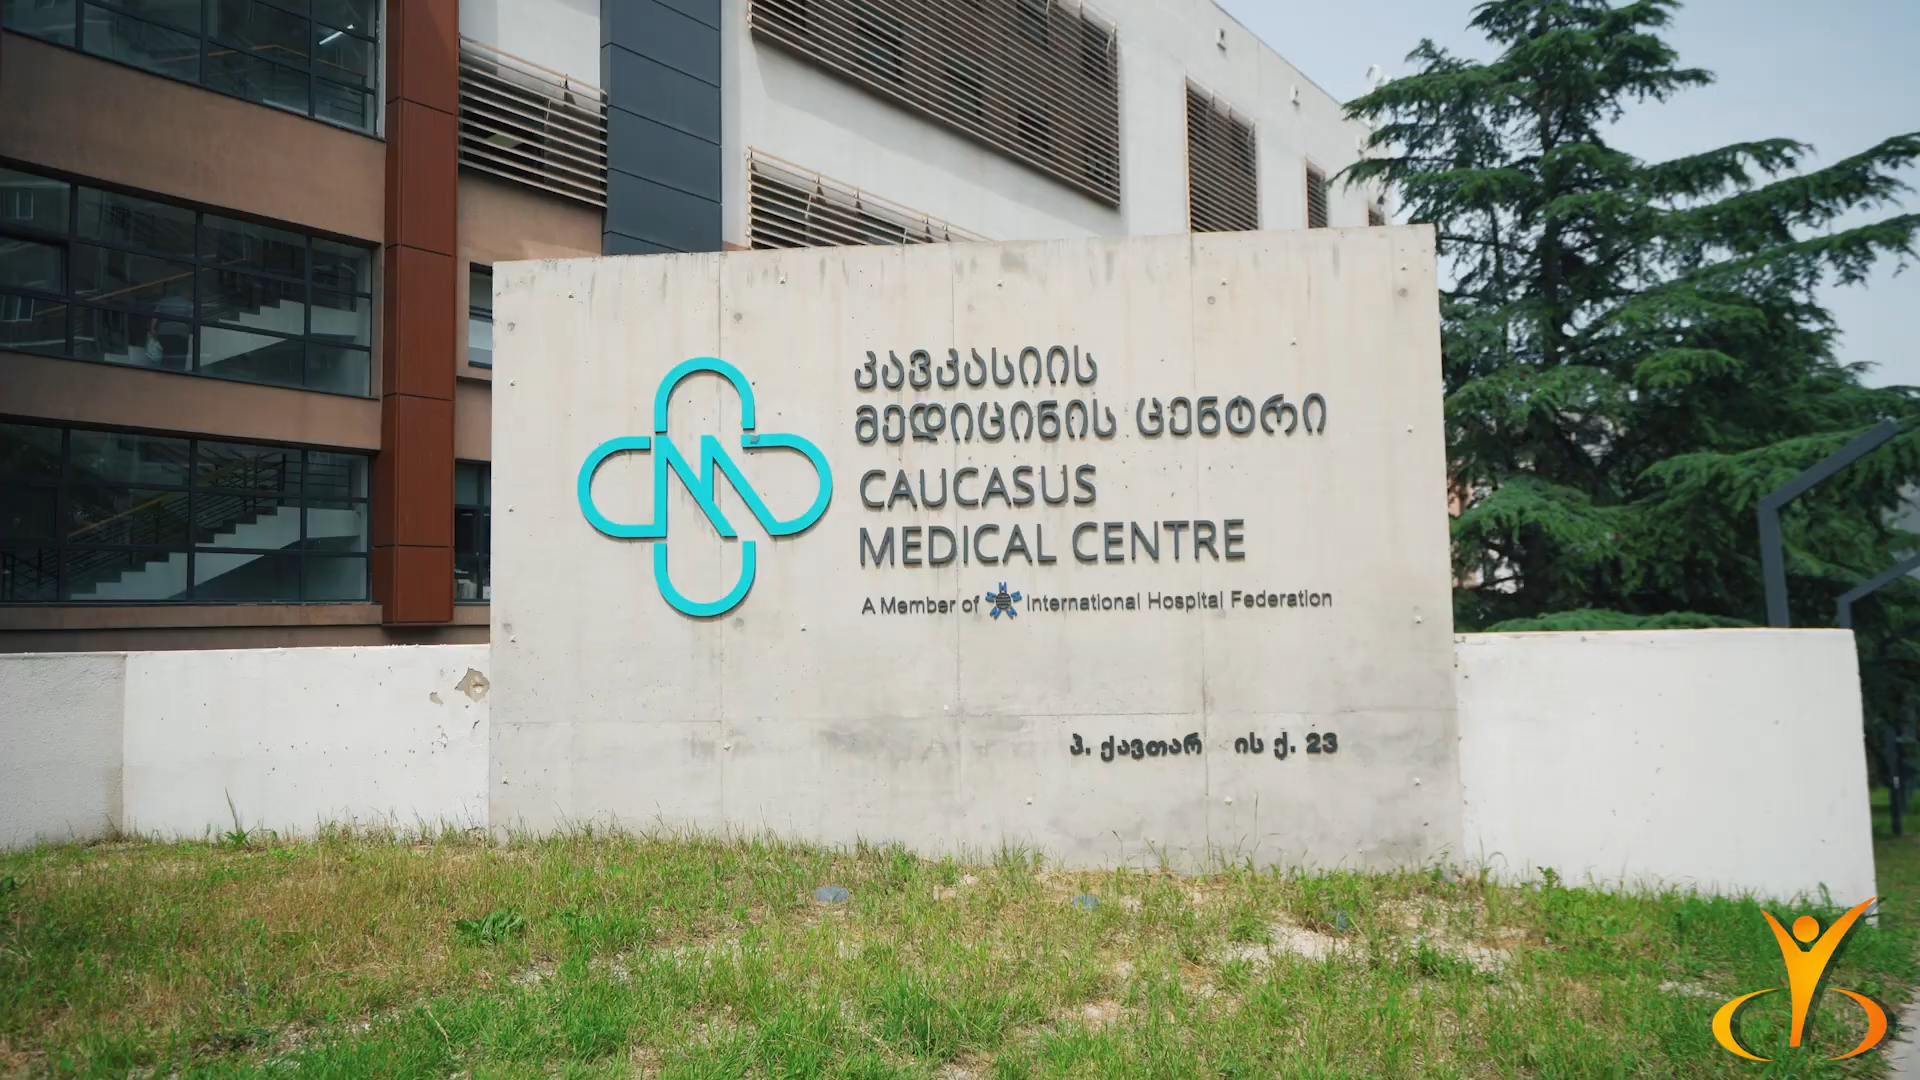 კავკასიის
მედიცინის ცენტრი
CAUCASUS
MEDICAL CENTRE
A Member of International Hospital Federation
პ. ქავთარ ის ქ. 23